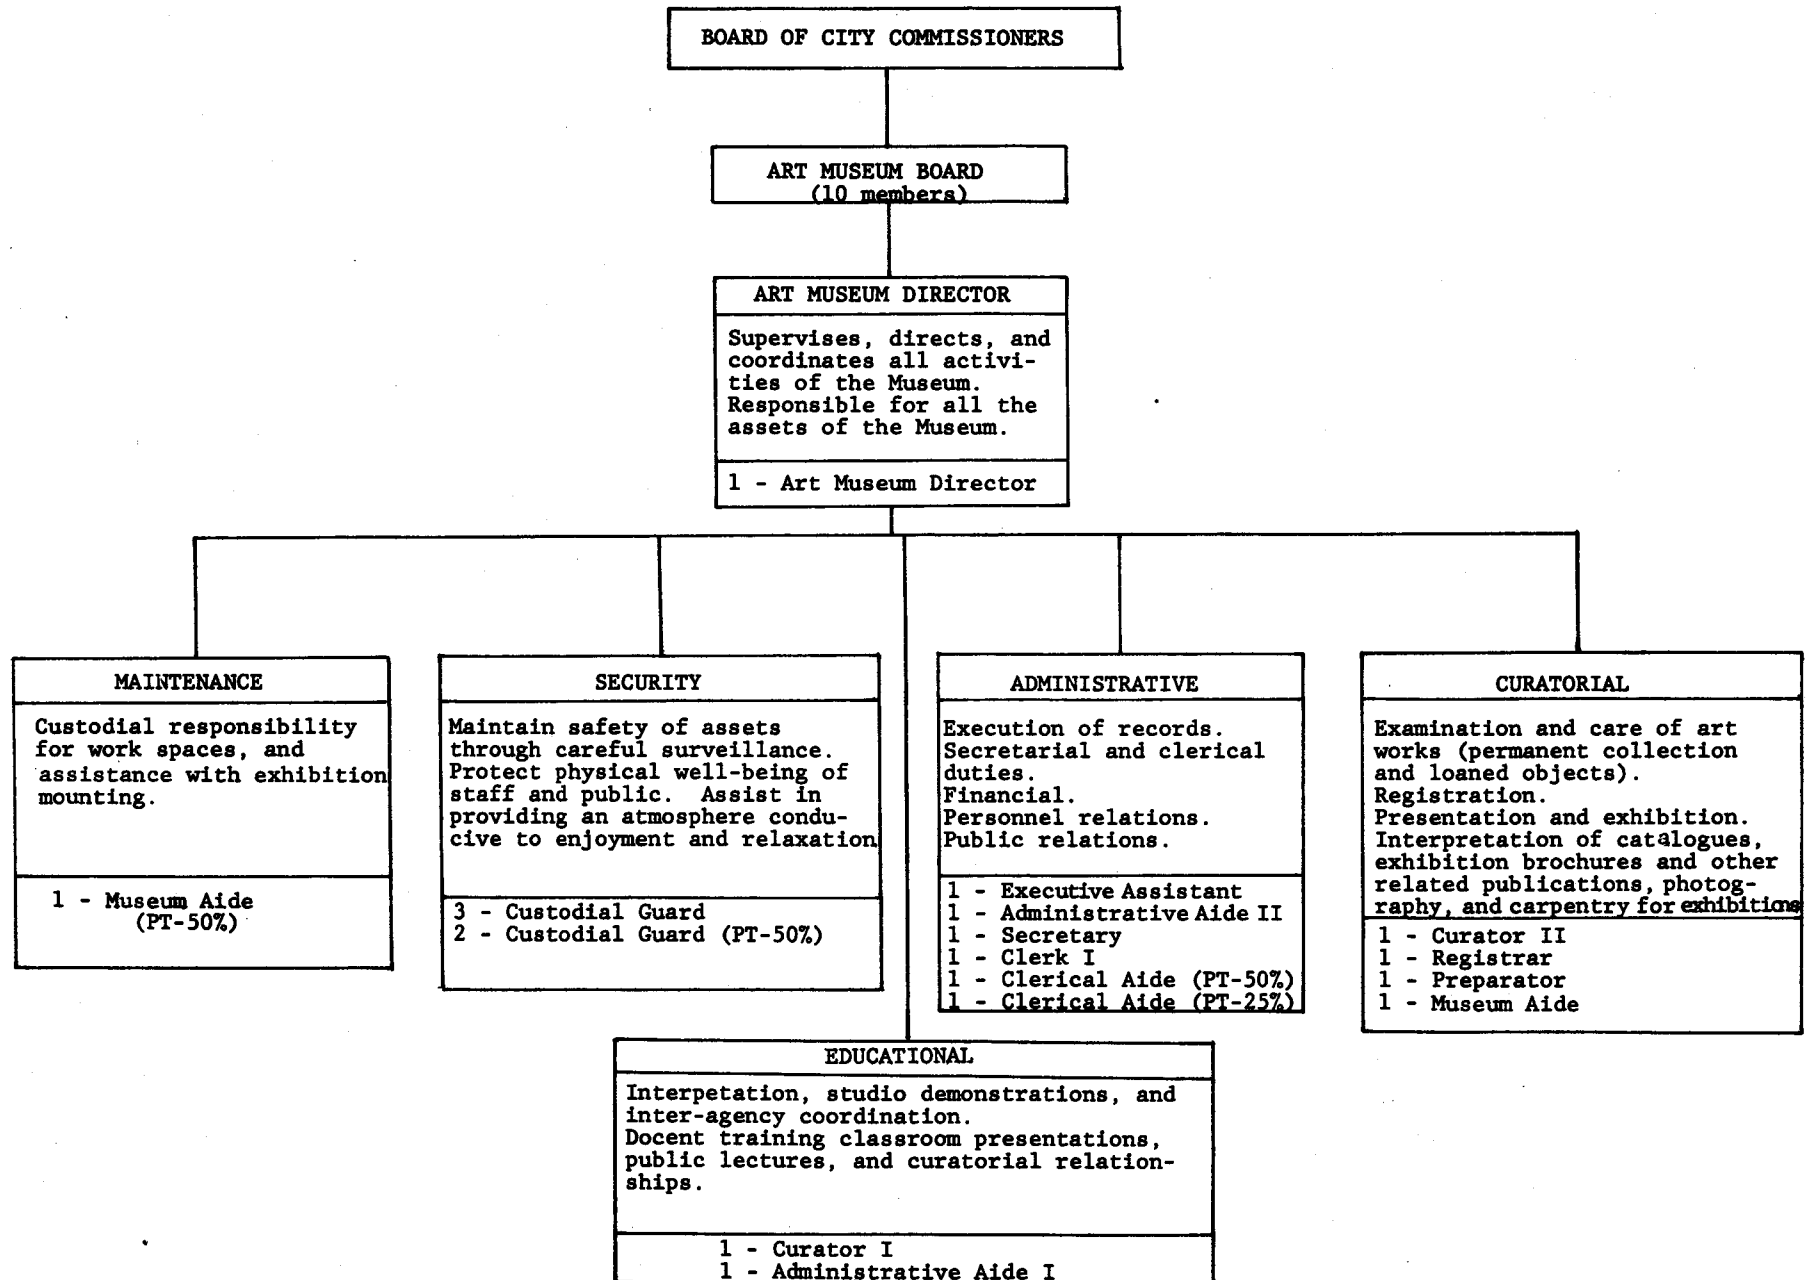 BOARD OF CITY COMMISSIONERS
ART MUSEUM BOARD
(10 members)
ART MUSEUM DIRECTOR
Supervises, directs, and
coordinates all activi-
ties of the Museum.
Responsible for all the
assets of the Museum.
1 - Art Museum Director
MAINTENANCE
Custodial responsibility
for work spaces, and
assistance with exhibition
mounting.
1 - Museum Aide
(PT-50%)
SECURITY
Maintain safety of assets
through careful surveillance.
Protect physical well-being of
staff and public. Assist in
providing an atmosphere condu-
cive to enjoyment and relaxation
3 - Custodial Guard
2 - Custodial Guard (PT-50%)
ADMINISTRATIVE
Execution of records.
Secretarial and clerical
duties.
Financial.
Personnel relations.
Public relations.
1 - Executive Assistant
1 - Administrative Aide II
1 - Secretary
1 - Clerk I
1 - Clerical Aide (PT-50%)
1 - Clerical Aide (PT-25%)
CURATORIAL
Examination and care of art
works (permanent collection
and loaned objects).
Registration.
Presentation and exhibition.
Interpretation of catalogues,
exhibition brochures and other
related publications, photog-
raphy, and carpentry for exhibitions
1 - Curator II
1 - Registrar
1 - Preparator
1 - Museum Aide
EDUCATIONAL
Interpetation, studio demonstrations, and
inter-agency coordination.
Docent training classroom presentations,
public lectures, and curatorial relation-
ships.
1 - Curator I
1 - Administrative Aide I